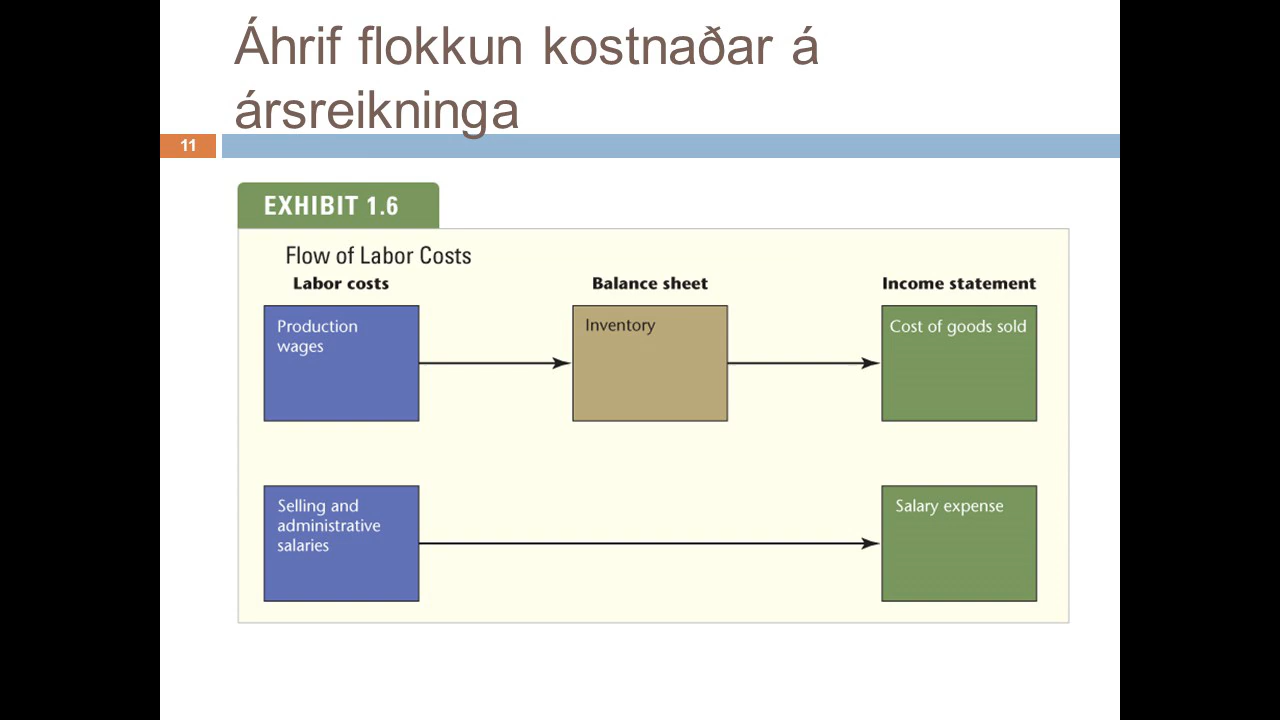 Áhrif flokkun kostnaðar á
ársreikninga
11
EXHIBIT 1.6
Flow of Labor Costs
Labor costs
Balance sheet
Income statement
Production
wages
Inventory
Cost of goods sold
Selling and
administrative
salaries
Salary expense